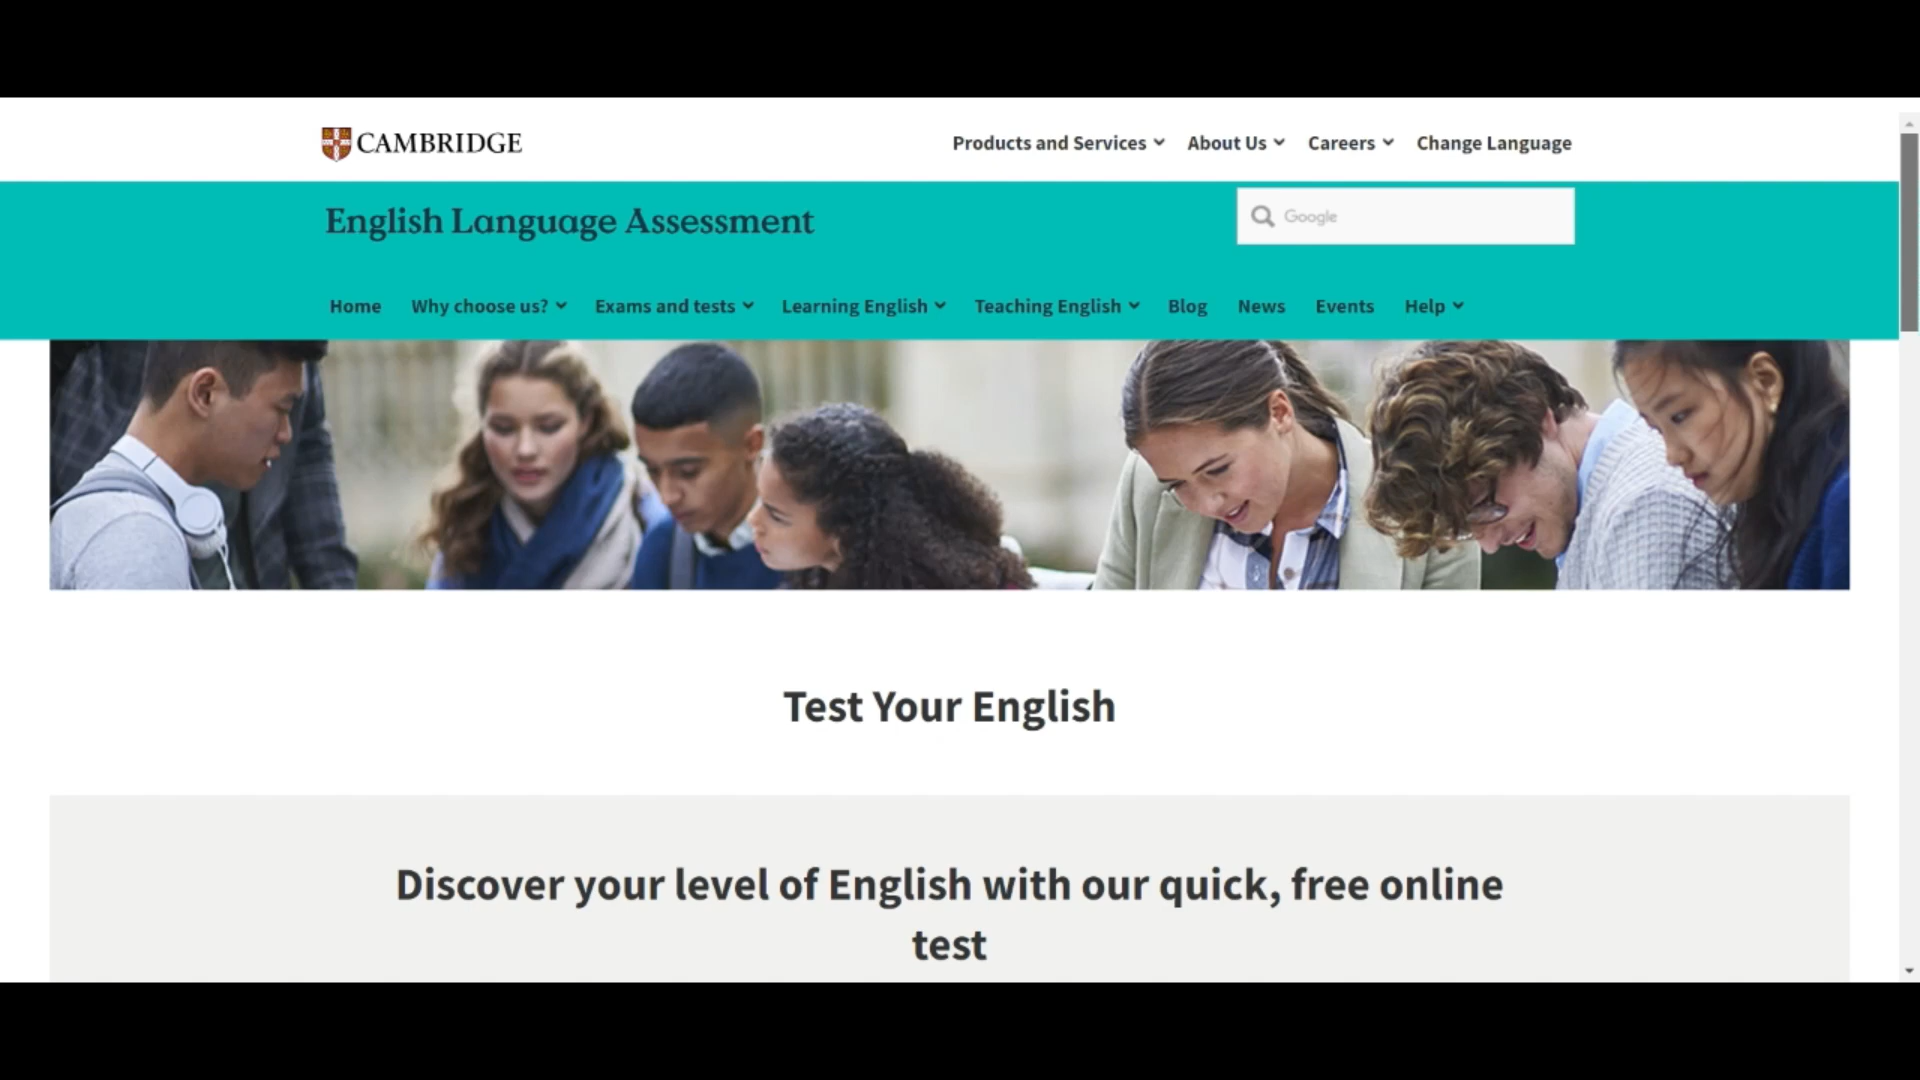 CAMBRIDGE
Products and Services About Us Careers Change Language
English Language Assessment
Google
Home Why choose us? Exams and tests Learning English Teaching English Blog News Events Help
Test Your English
Discover your level of English with our quick, free online
test